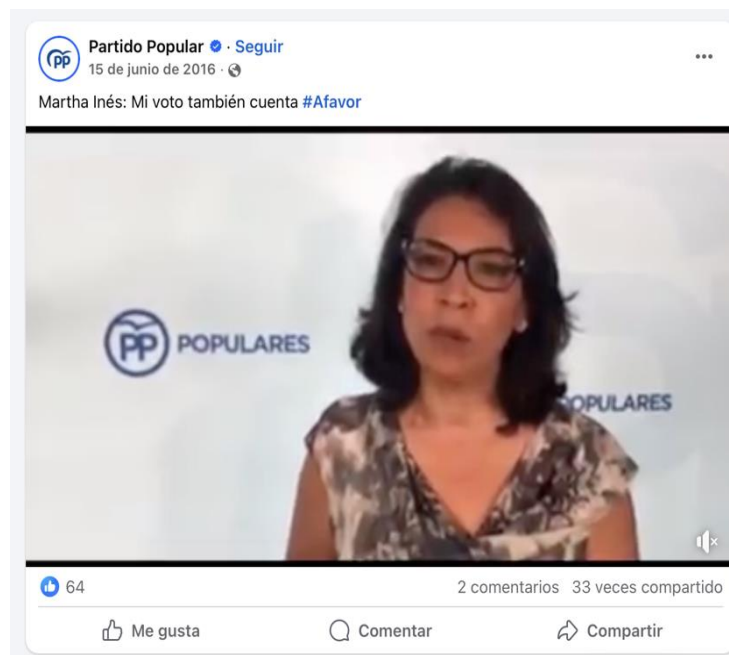 Partido Popular · Seguir
15 de junio de 2016 ·
Martha Inés: Mi voto también cuenta #Afavor
PP POPULARES
POPULARES
64
2 comentarios 33 veces compartido
Me gusta Comentar Compartir